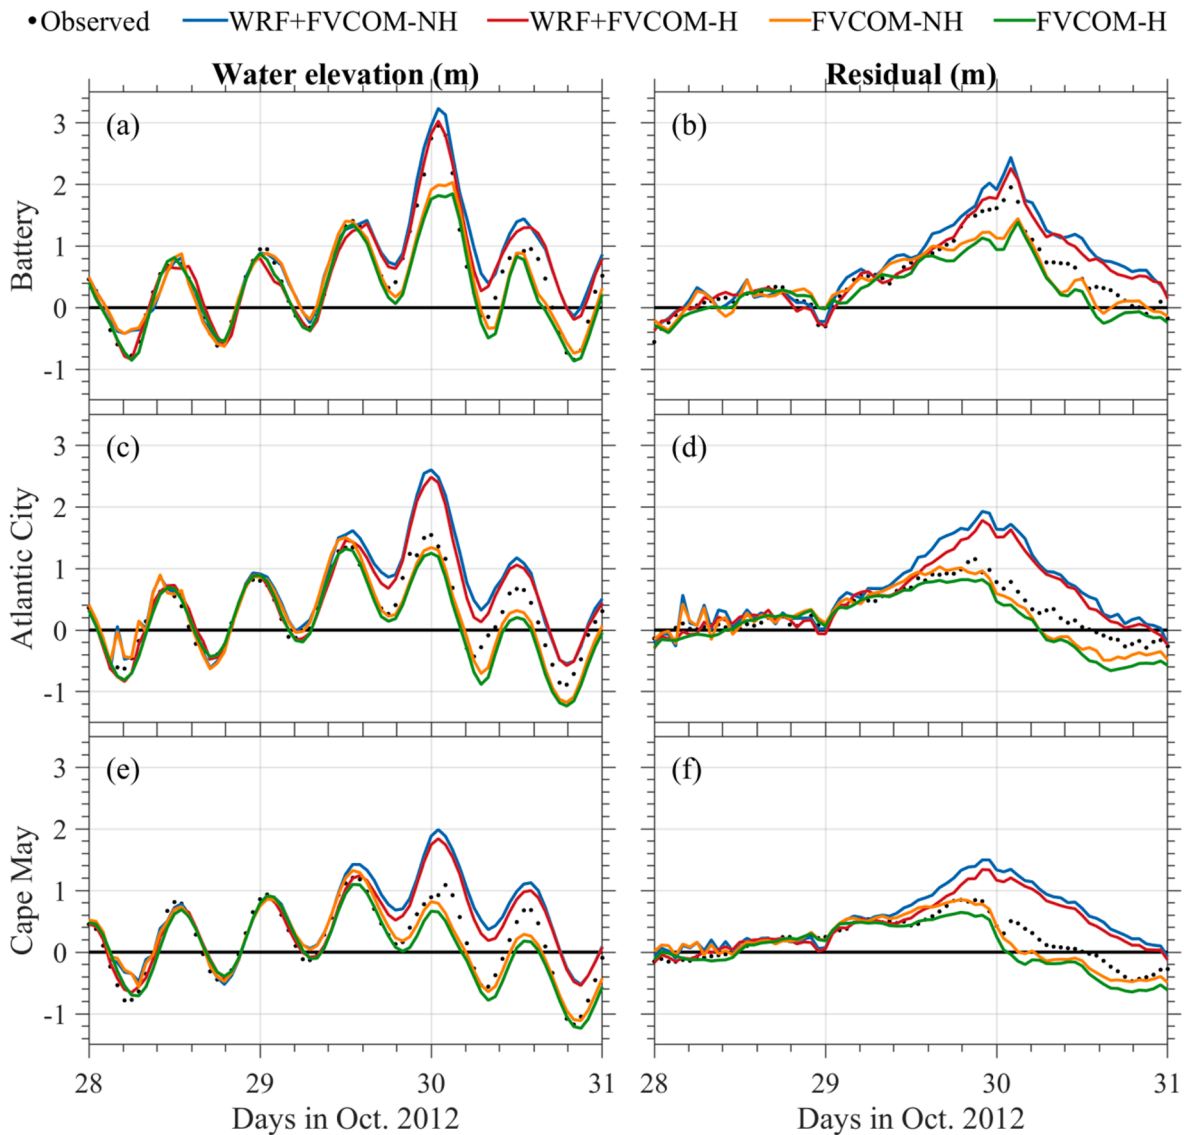 Observed WRF+FVCOM-NH WRF+FVCOM-H FVCOM-NH FVCOM-H
Water elevation (m) Residual (m)
(a) (b)
3
2
1
0
-1
Battery
(c) (d)
3
2
1
0
-1
Atlantic City
(e) (f)
3
2
1
0
-1
Cape May
28 29 30 31 28 29 30 31
Days in Oct. 2012 Days in Oct. 2012